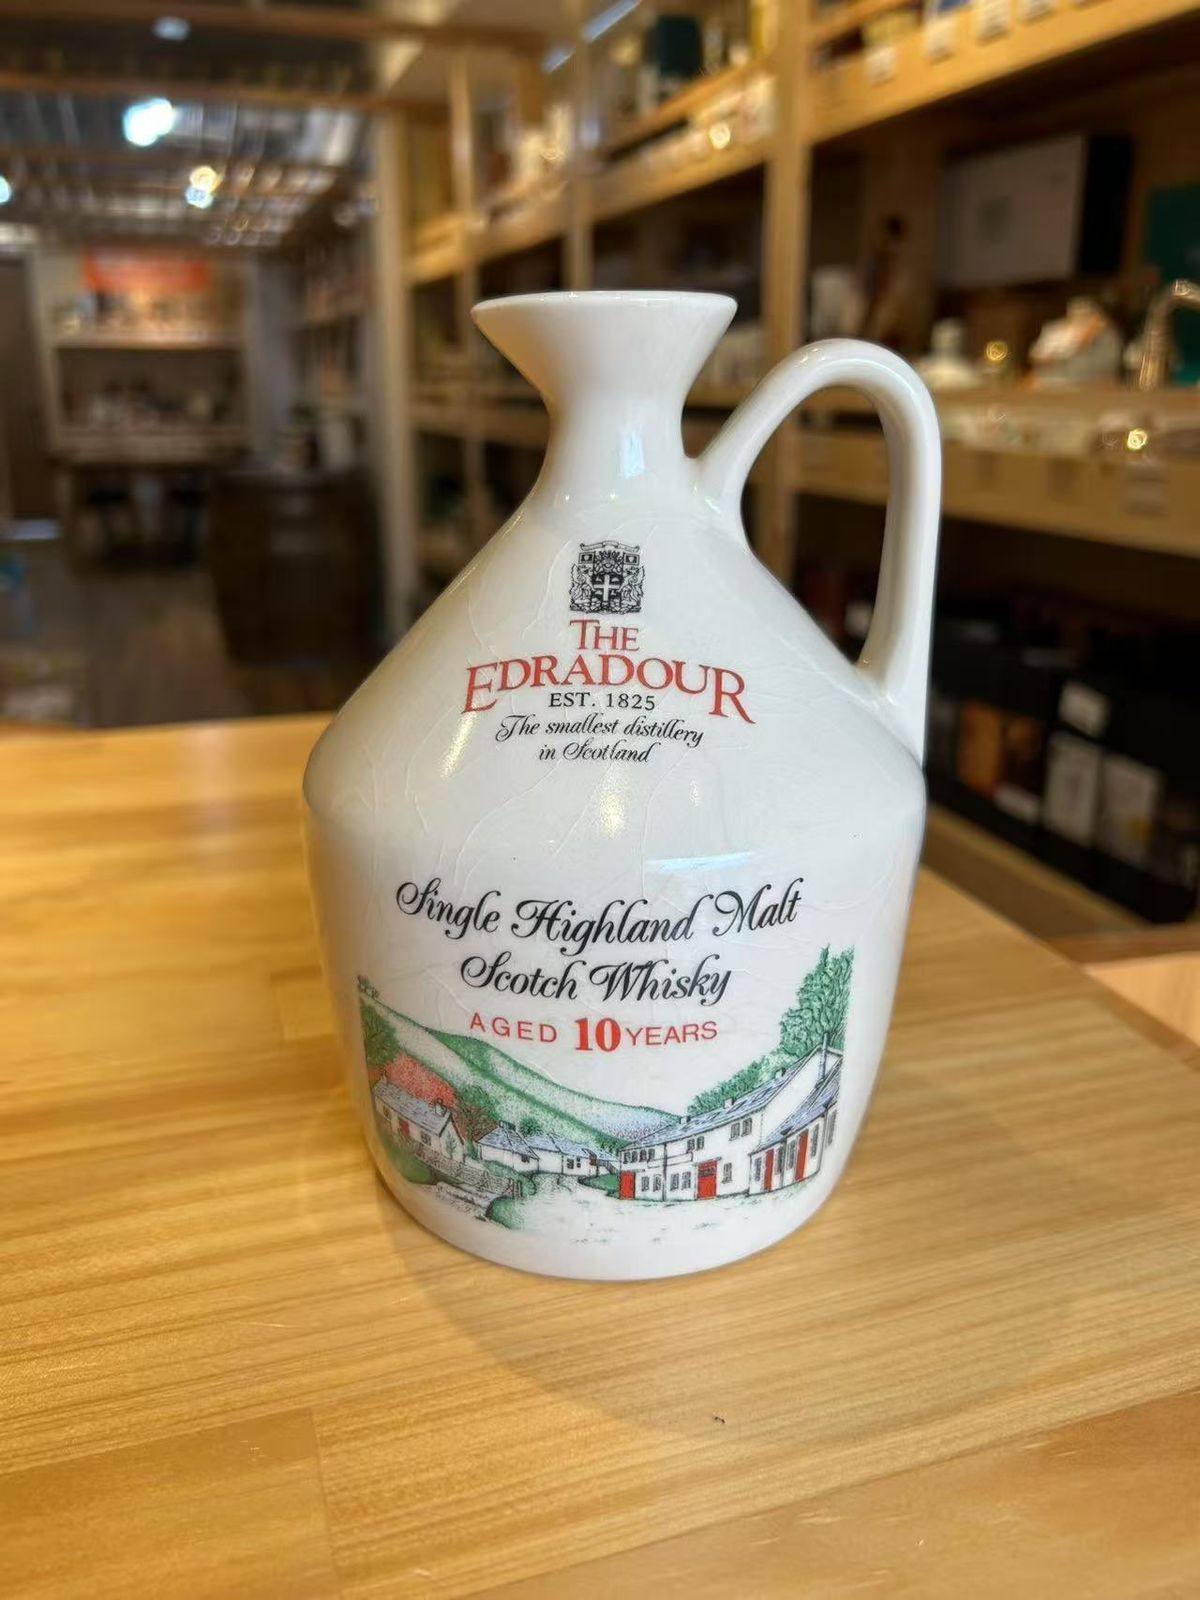 THE
EDRADOUR
EST. 1825
The smallest distillery
in Scotland
Single Highland Malt
Scotch Whisky
AGED 10 YEARS